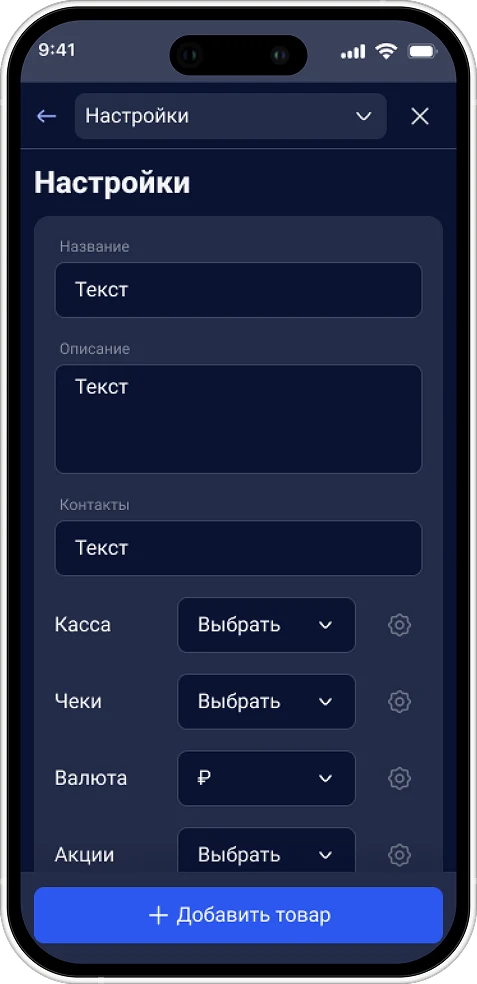 9:41
Настройки
Настройки
Название
Текст
Описание
Текст
Контакты
Текст
Касса Выбрать
Чеки Выбрать
Валюта ₽
Акции Выбрать
+ Добавить товар